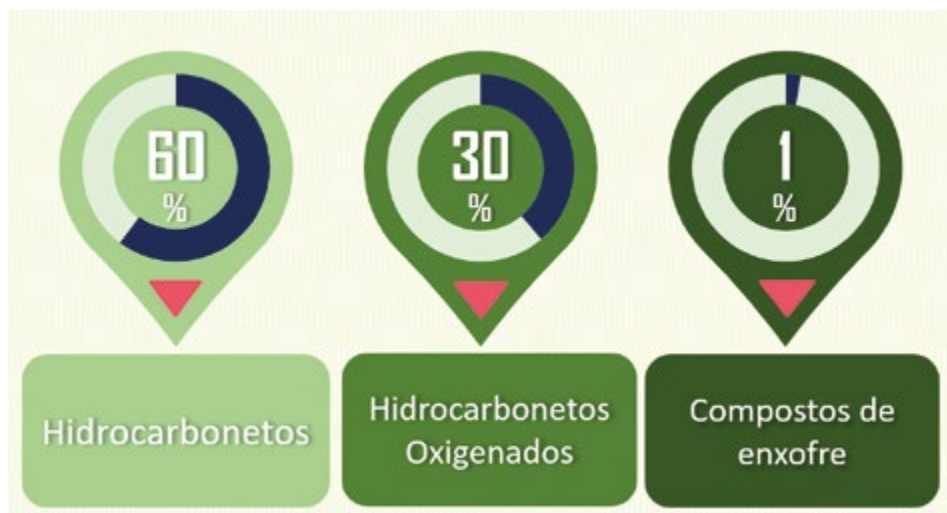 60
%
30
%
1
%
Hidrocarbonetos
Hidrocarbonetos
Oxigenados
Compostos de
enxofre